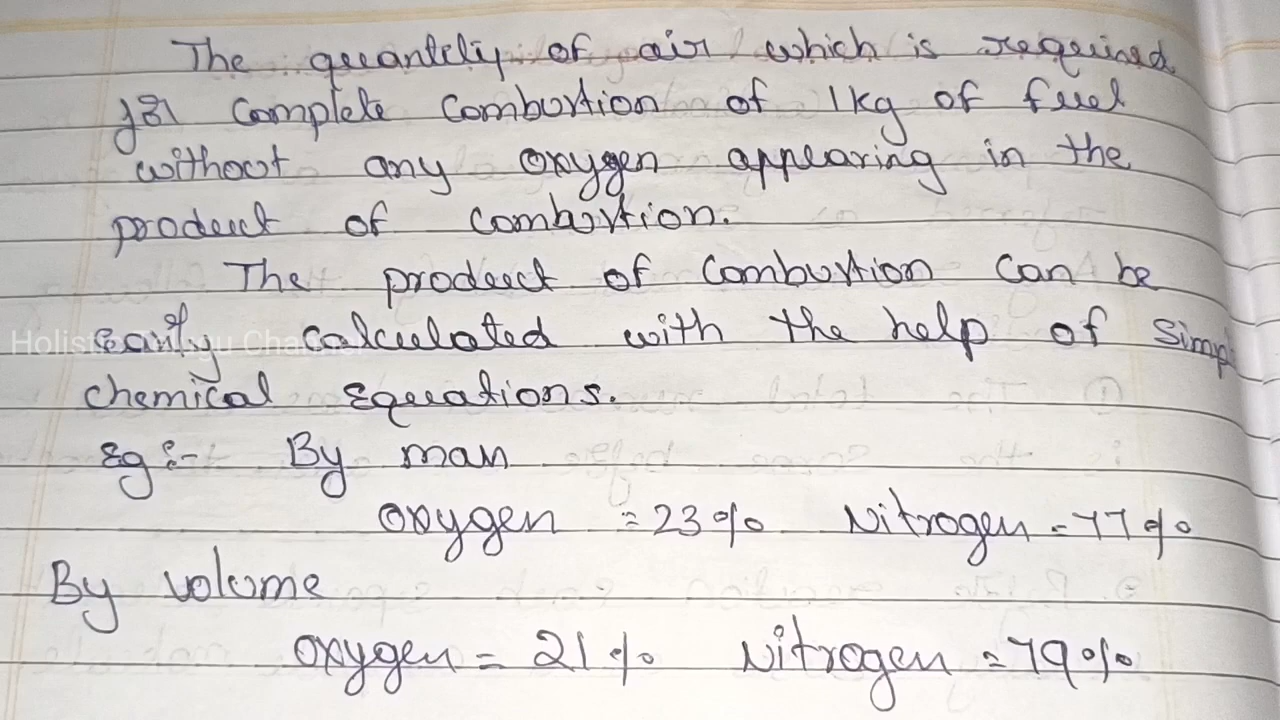 The quantity of air which is required
for complete combustion of 1kg of fuel
without any oxygen appearing in the
product of combustion.
The product of combustion can be
easily calculated with the help of Simpl
chemical Equations.
Eg:- By mass
oxygen = 23% Nitrogen = 77%
By volume
oxygen = 21% Nitrogen = 79%